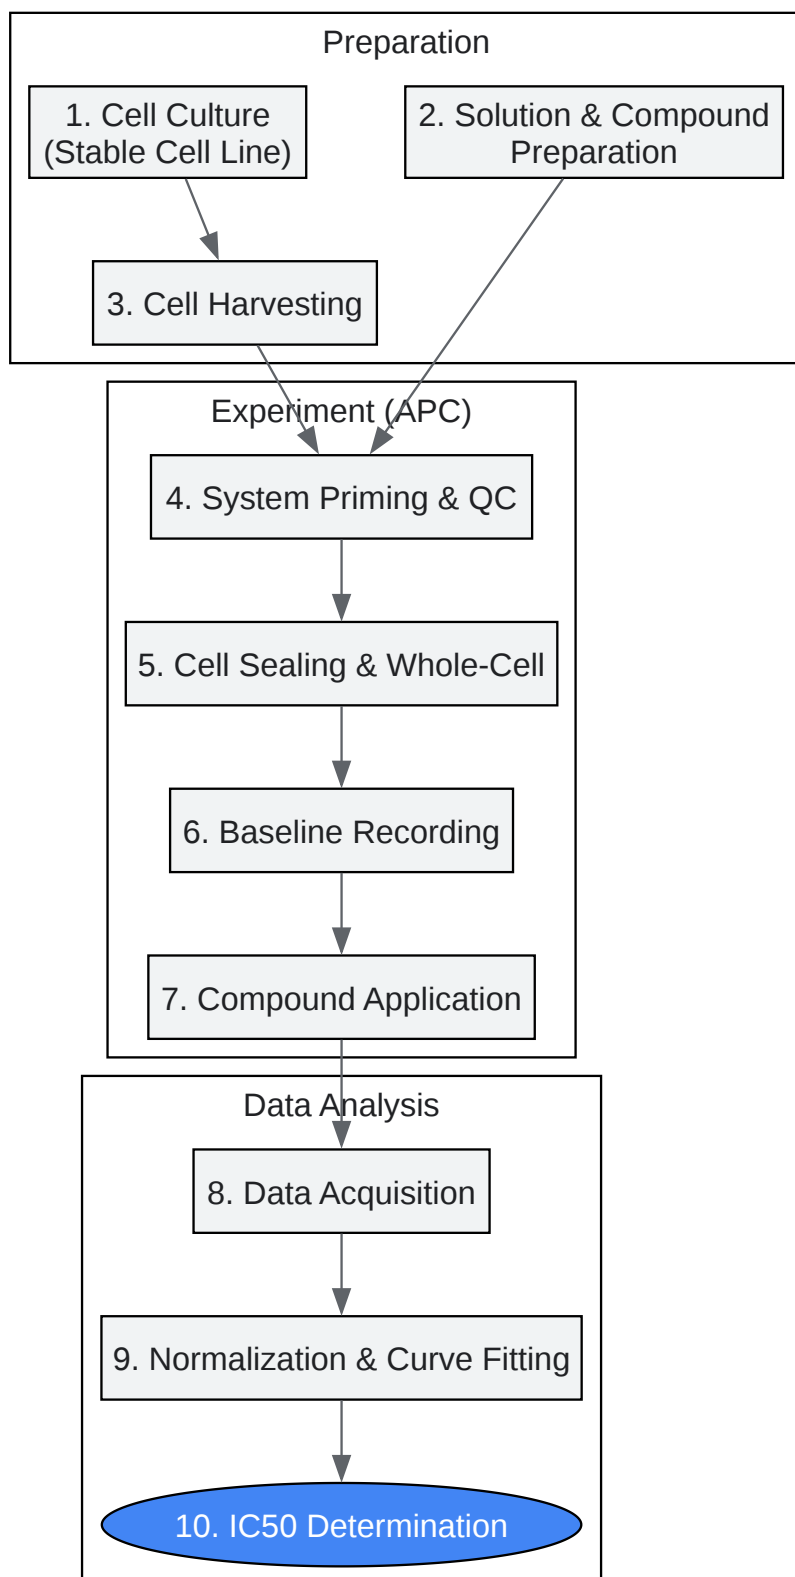 Preparation
1. Cell Culture
(Stable Cell Line)
2. Solution & Compound
Preparation
3. Cell Harvesting
Experiment (APC)
4. System Priming & QC
5. Cell Sealing & Whole-Cell
6. Baseline Recording
7. Compound Application
Data Analysis
8. Data Acquisition
9. Normalization & Curve Fitting
10. IC50 Determination